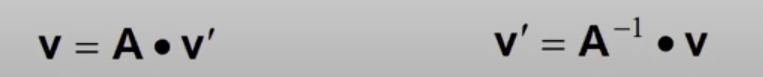 v = A • v′ v′ = A⁻¹ • v